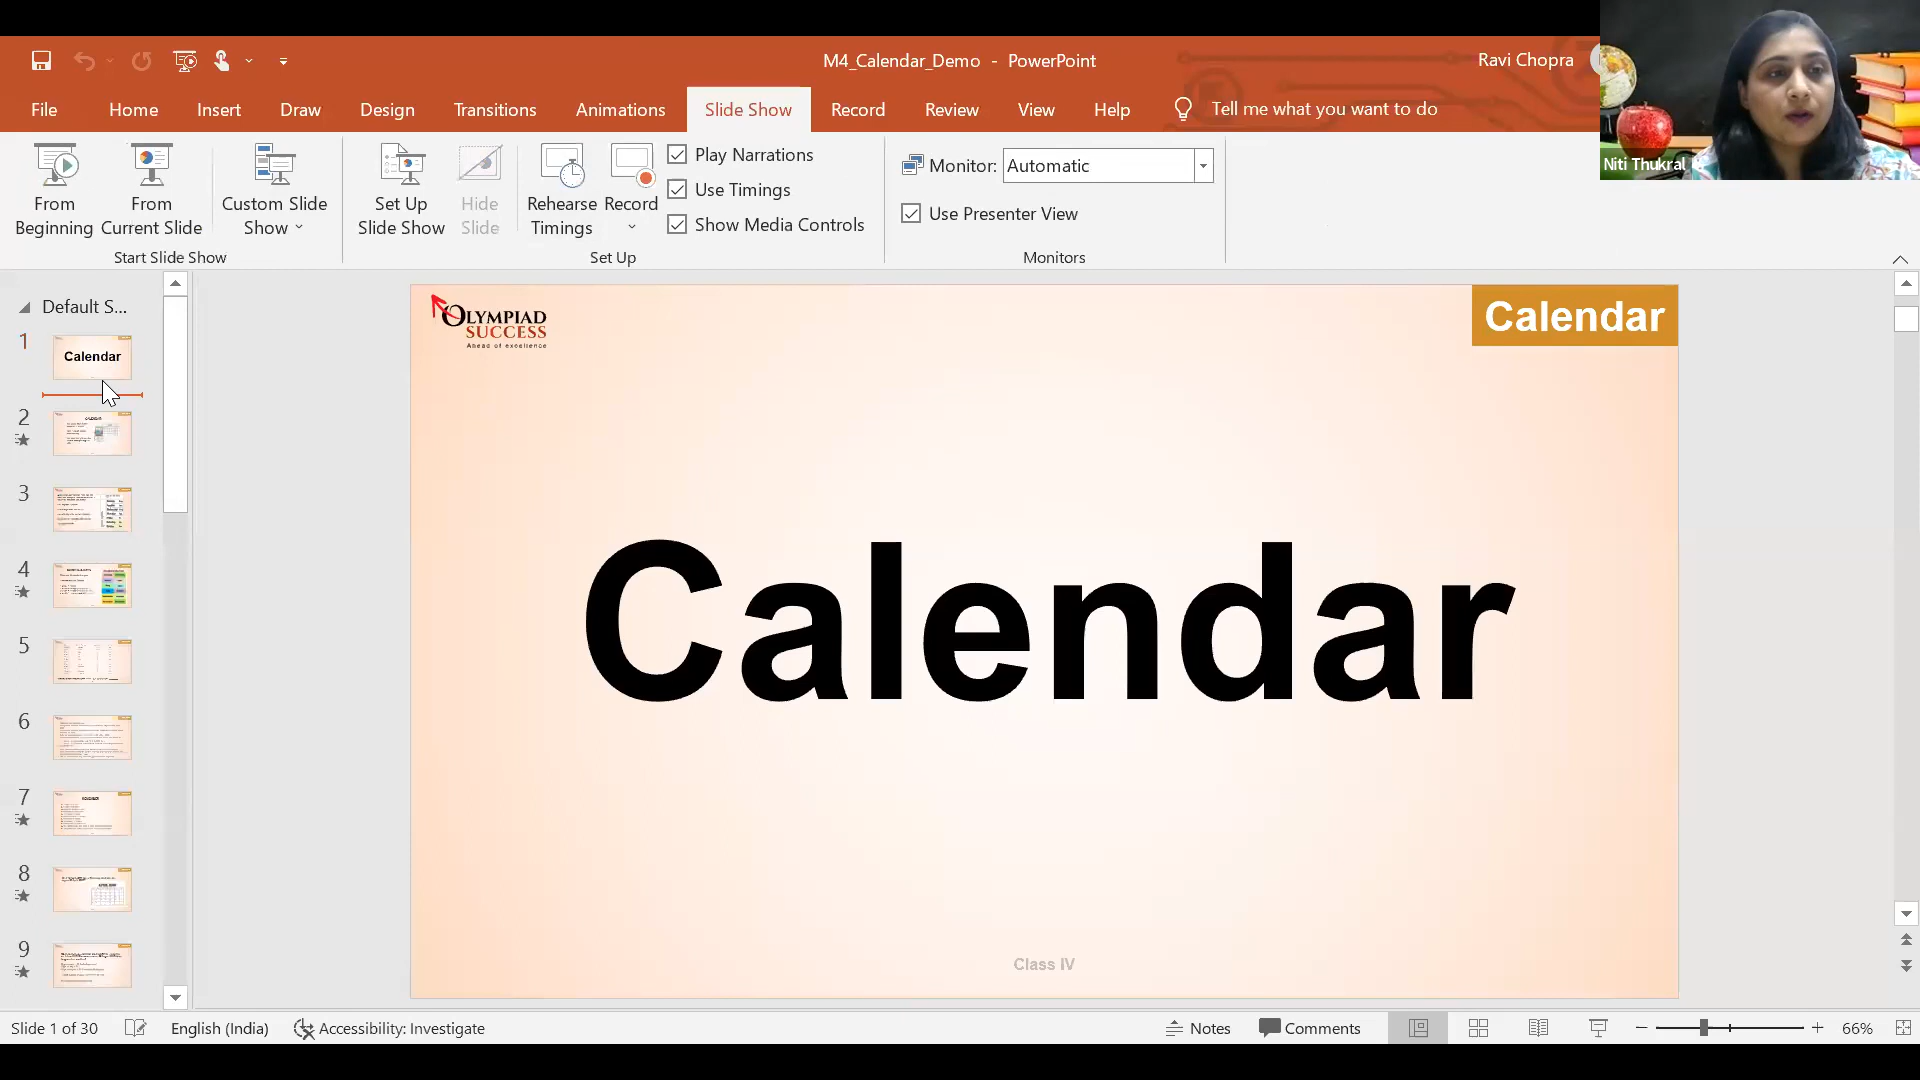 M4_Calendar_Demo - PowerPoint
Ravi Chopra
File Home Insert Draw Design Transitions Animations Slide Show Record Review View Help Tell me what you want to do
Niti Thukral
From Beginning
From Current Slide
Custom Slide Show
Start Slide Show
Set Up Slide Show
Hide Slide
Rehearse Timings
Record
Play Narrations
Use Timings
Show Media Controls
Set Up
Monitor: Automatic
Use Presenter View
Monitors
Default S...
1
Calendar
2
CALENDAR
3
4
5
6
7
NOVEMBER
8
9
OLYMPIAD
SUCCESS
Ahead of excellence
Calendar
Calendar
Class IV
Slide 1 of 30 English (India) Accessibility: Investigate Notes Comments 66%